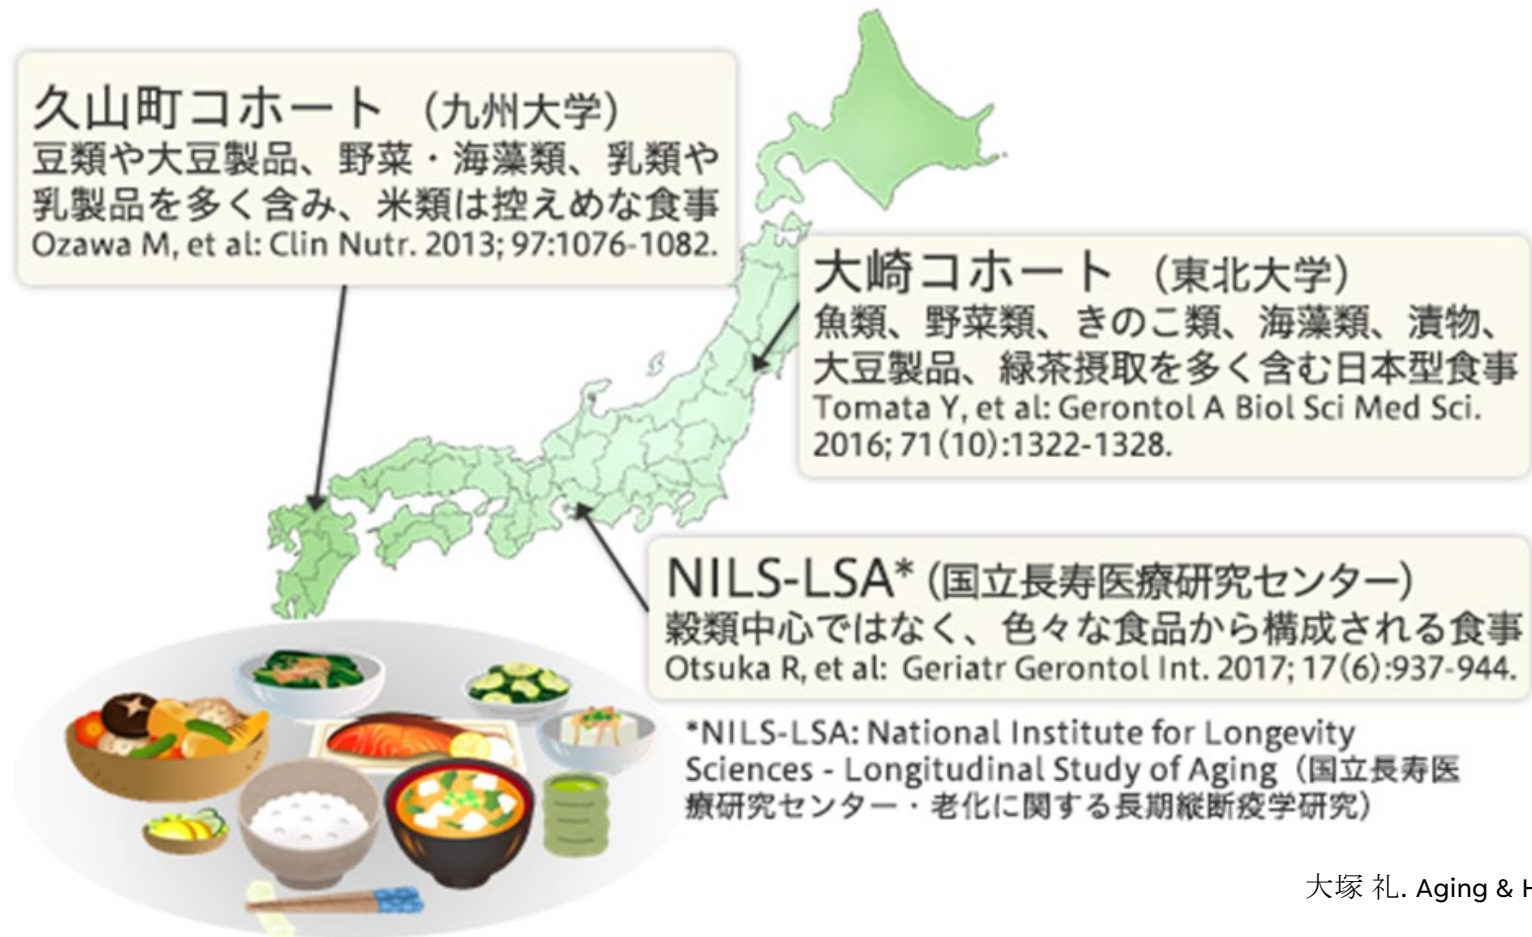 久山町コホート （九州大学）
豆類や大豆製品、野菜・海藻類、乳類や
乳製品を多く含み、米類は控えめな食事
Ozawa M, et al: Clin Nutr. 2013; 97:1076-1082.
大崎コホート （東北大学）
魚類、野菜類、きのこ類、海藻類、漬物、
大豆製品、緑茶摂取を多く含む日本型食事
Tomata Y, et al: Gerontol A Biol Sci Med Sci.
2016; 71(10):1322-1328.
NILS-LSA* (国立長寿医療研究センター)
穀類中心ではなく、色々な食品から構成される食事
Otsuka R, et al: Geriatr Gerontol Int. 2017; 17(6):937-944.
*NILS-LSA: National Institute for Longevity
Sciences - Longitudinal Study of Aging（国立長寿医
療研究センター・老化に関する長期縦断疫学研究）
大塚 礼. Aging & H